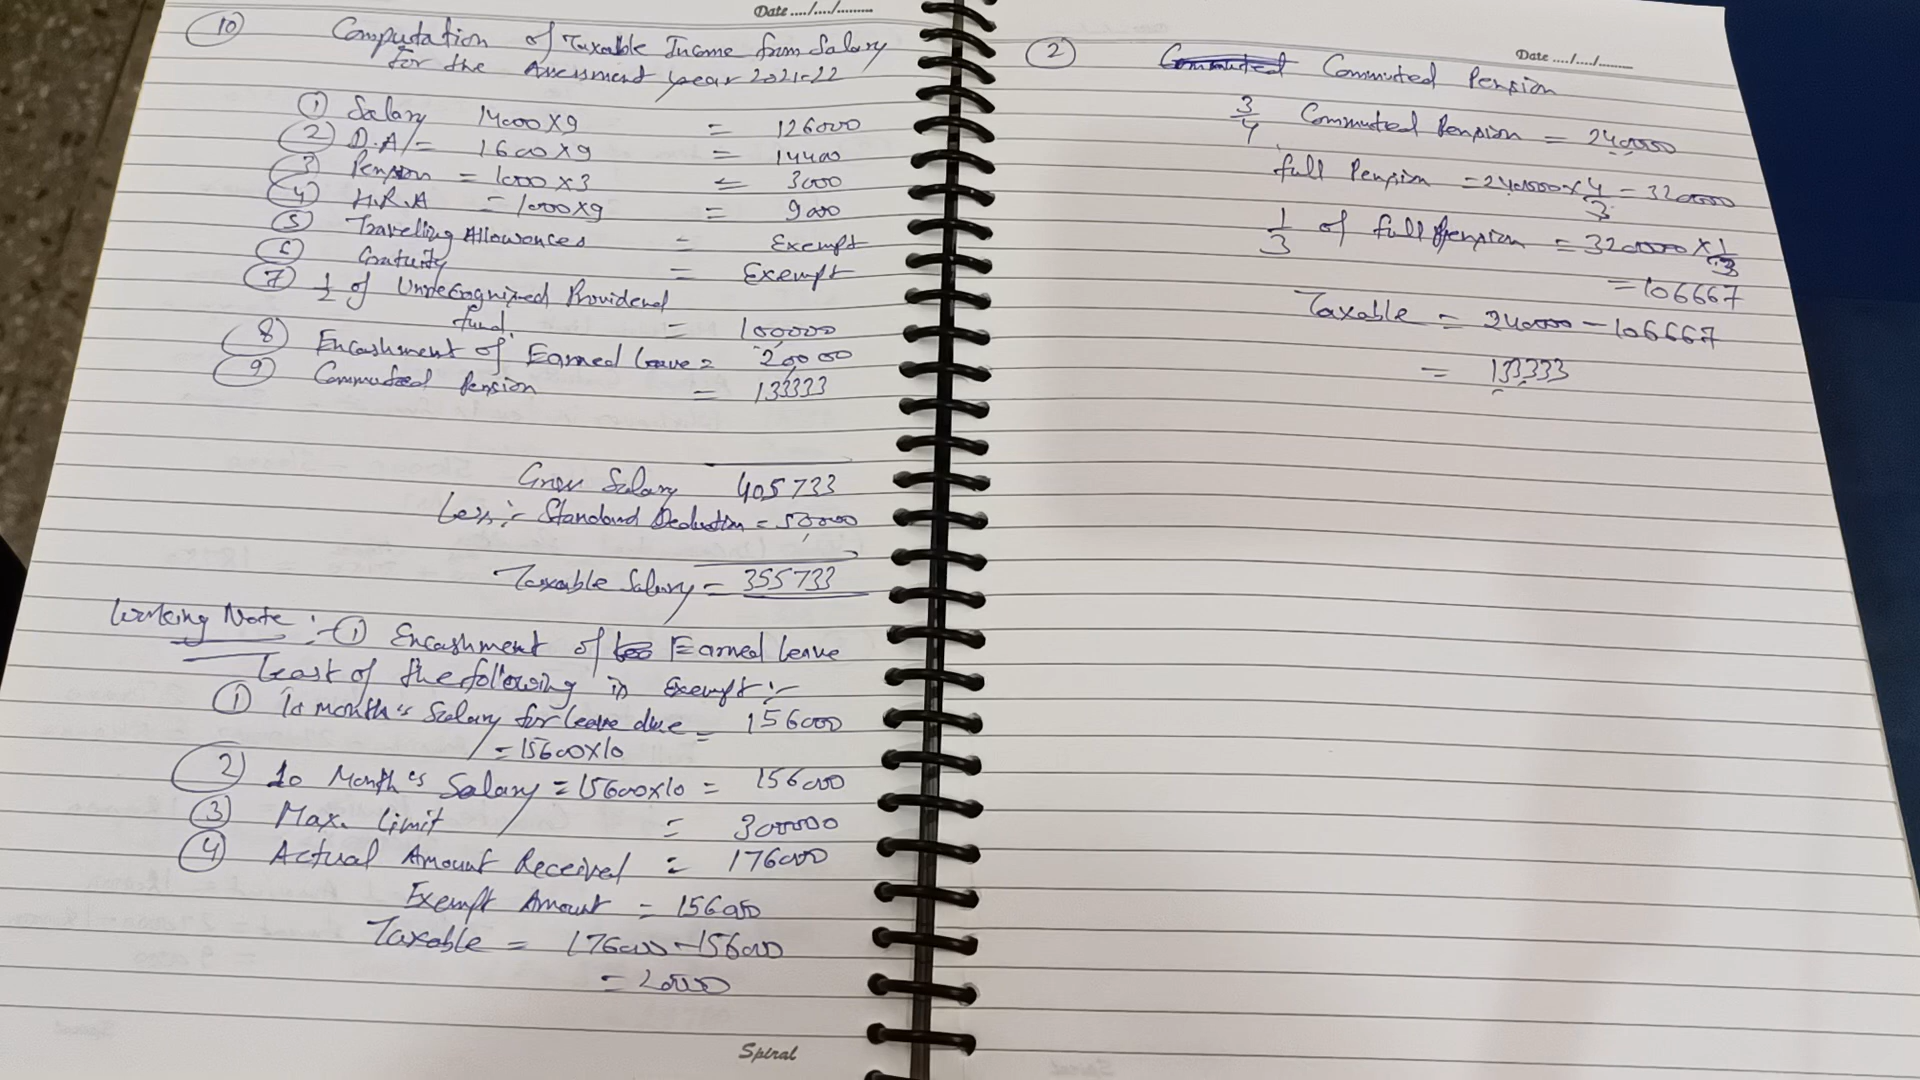 Date ..../..../.........
10 Computation of Taxable Income from Salary
for the Assessment year 2021-22
1 Salary 14000×9 = 126000
2 D.A/= 1600×9 = 14400
3 Pension = 1000×3 = 3000
4 H.R.A = 1000×9 = 9000
5 Travelling Allowences = Exempt
6 Gratuity = Exempt
7 1/2 of Unrecognized Providend
fund. = 100000
8 Encashment of Earned leave = 20000
9 Commuted Pension = 133333
Gross Salary 405733
Less:- Standard Deduction = 50000
Taxable Salary = 355733
Working Note :- 1 Encashment of Earned leave
Least of the following is Exempt:-
1 10 month's Salary for leave due = 156000
= 15600×10
2 10 Month's Salary = 15600×10 = 156000
3 Max. limit = 300000
4 Actual Amount Received = 176000
Exempt Amount = 156000
Taxable = 176000 - 156000
= 20000
Spiral
Date ..../..../.........
2 Commuted Commuted Pension
3/4 Commuted Pension = 240000
full Pension = 240000×4/3 = 320000
1/3 of full Pension = 320000×1/3
= 106667
Taxable = 240000 - 106667
= 133333